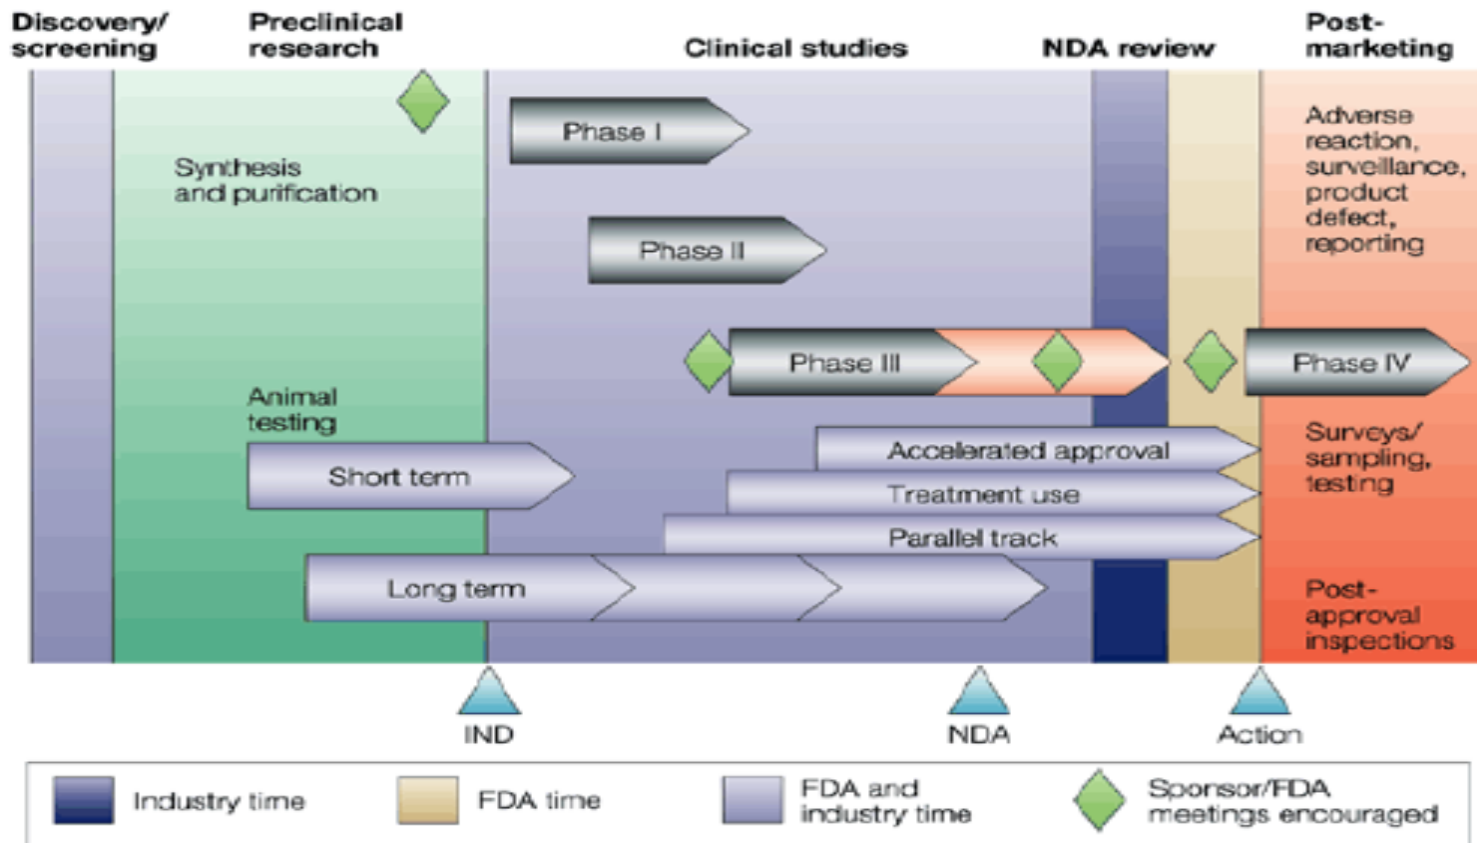 Discovery/
screening
Preclinical
research
Clinical studies
NDA review
Post-
marketing
Phase I
Adverse
reaction,
surveillance,
product
defect,
reporting
Synthesis
and purification
Phase II
Phase III
Phase IV
Animal
testing
Short term
Accelerated approval
Treatment use
Parallel track
Surveys/
sampling,
testing
Long term
Post-
approval
inspections
IND
NDA
Action
Industry time
FDA time
FDA and
industry time
Sponsor/FDA
meetings encouraged